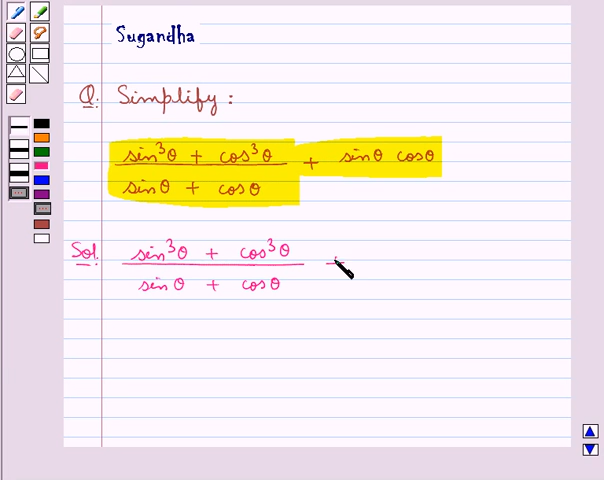 Sugandha
Q. Simplify :
sin³θ + cos³θ / sinθ + cosθ + sinθ cosθ
Sol. sin³θ + cos³θ / sinθ + cosθ